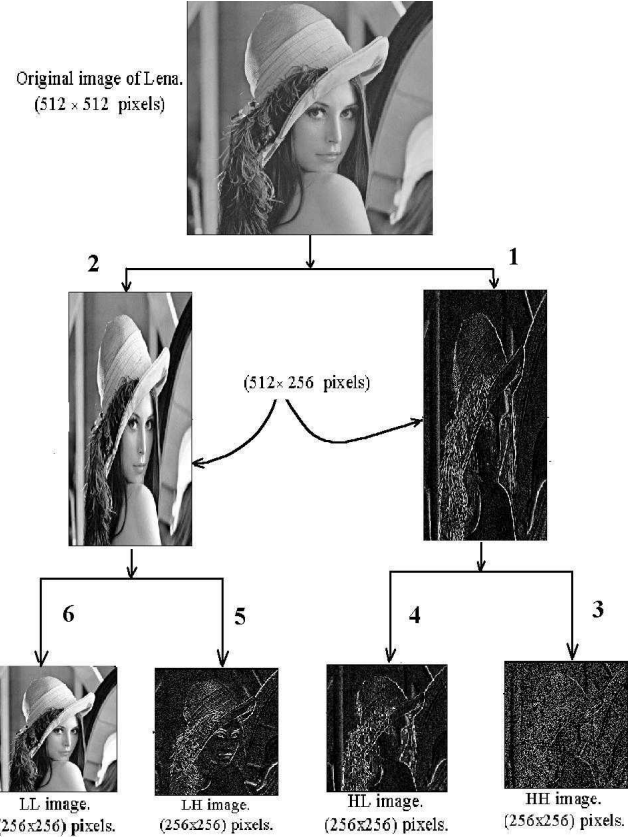 Original image of Lena.
(512 × 512 pixels)
2
1
(512× 256 pixels)
6
5
4
3
LL image.
(256x256) pixels.
LH image.
(256x256) pixels.
HL image.
(256x256) pixels.
HH image.
(256x256) pixels.